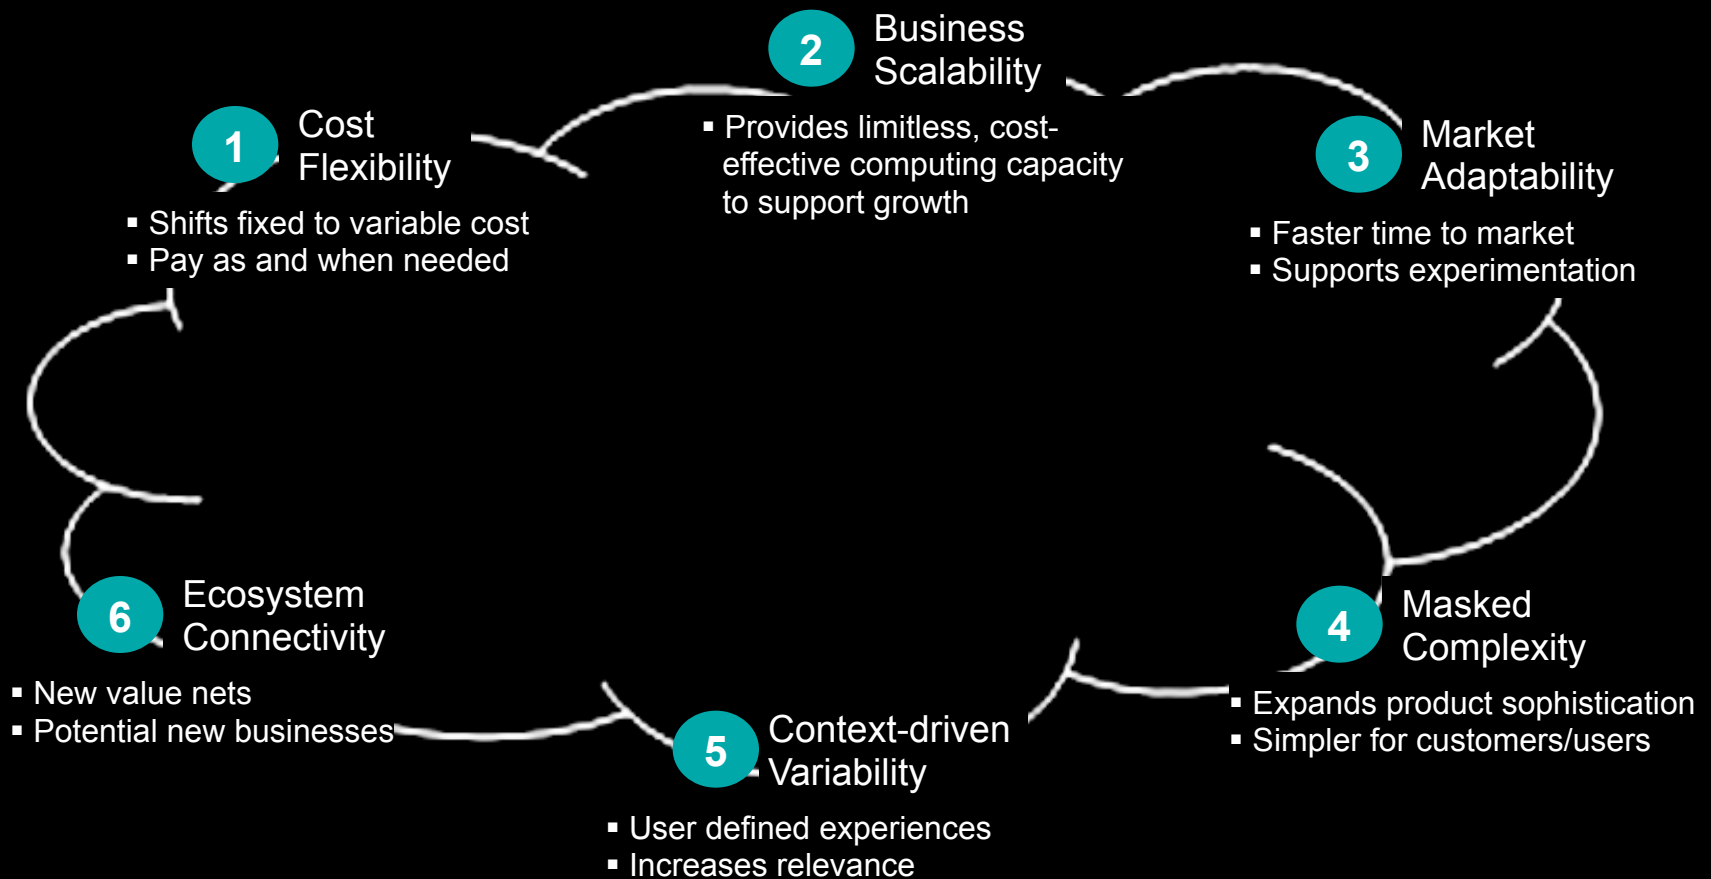 1
Cost
Flexibility
▪ Shifts fixed to variable cost
▪ Pay as and when needed
2
Business
Scalability
▪ Provides limitless, cost-
effective computing capacity
to support growth
3
Market
Adaptability
▪ Faster time to market
▪ Supports experimentation
4
Masked
Complexity
▪ Expands product sophistication
▪ Simpler for customers/users
5
Context-driven
Variability
▪ User defined experiences
▪ Increases relevance
6
Ecosystem
Connectivity
▪ New value nets
▪ Potential new businesses